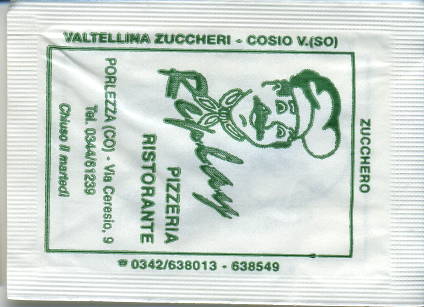 VALTELLINA ZUCCHERI - COSIO V.(SO)
ZUCCHERO
Replay
PIZZERIA
RISTORANTE
PORLEZZA (CO) - Via Ceresio, 9
Tel. 0344/61239
Chiuso il martedì
☎ 0342/638013 - 638549